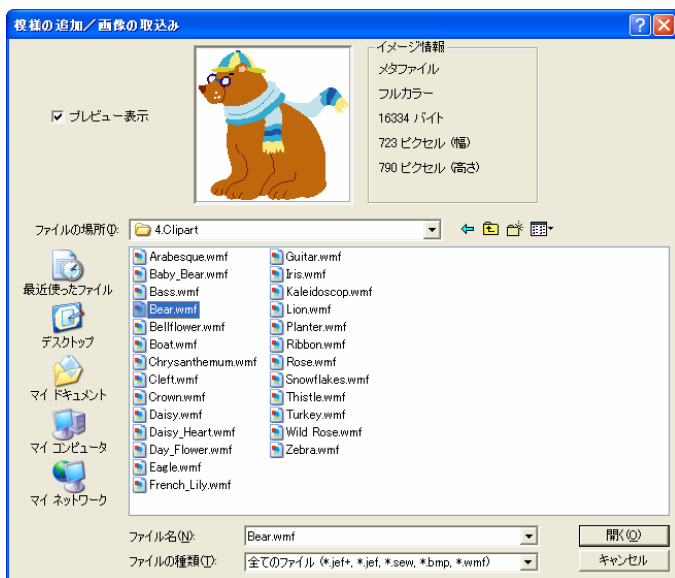 模様の追加／画像の取込み
プレビュー表示
イメージ情報
メタファイル
フルカラー
16334 バイト
723 ピクセル (幅)
790 ピクセル (高さ)
ファイルの場所(I):
4.Clipart
最近使ったファイル
デスクトップ
マイ ドキュメント
マイ コンピュータ
マイ ネットワーク
Arabesque.wmf
Baby_Bear.wmf
Bass.wmf
Bear.wmf
Bellflower.wmf
Boat.wmf
Chrysanthemum.wmf
Cleft.wmf
Crown.wmf
Daisy.wmf
Daisy_Heart.wmf
Day_Flower.wmf
Eagle.wmf
French_Lily.wmf
Guitar.wmf
Iris.wmf
Kaleidoscop.wmf
Lion.wmf
Planter.wmf
Ribbon.wmf
Rose.wmf
Snowflakes.wmf
Thistle.wmf
Turkey.wmf
Wild Rose.wmf
Zebra.wmf
ファイル名(N):
Bear.wmf
開く(O)
ファイルの種類(T):
全てのファイル (*.jef+, *.jef, *.sew, *.bmp, *.wmf)
キャンセル